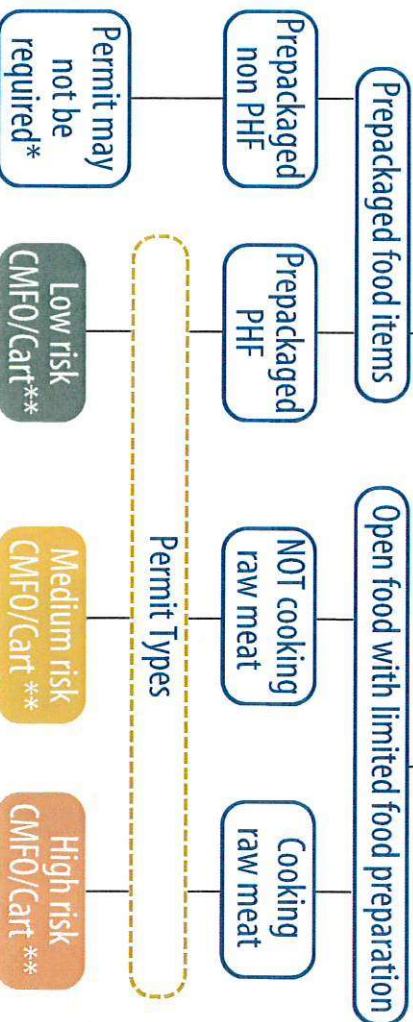 Prepackaged food items
Open food with limited food preparation
Prepackaged
non PHF
Prepackaged
PHF
NOT cooking
raw meat
Cooking
raw meat
Permit Types
Permit may
not be
required*
Low risk
CMFO/Cart**
Medium risk
CMFO/Cart **
High risk
CMFO/Cart **